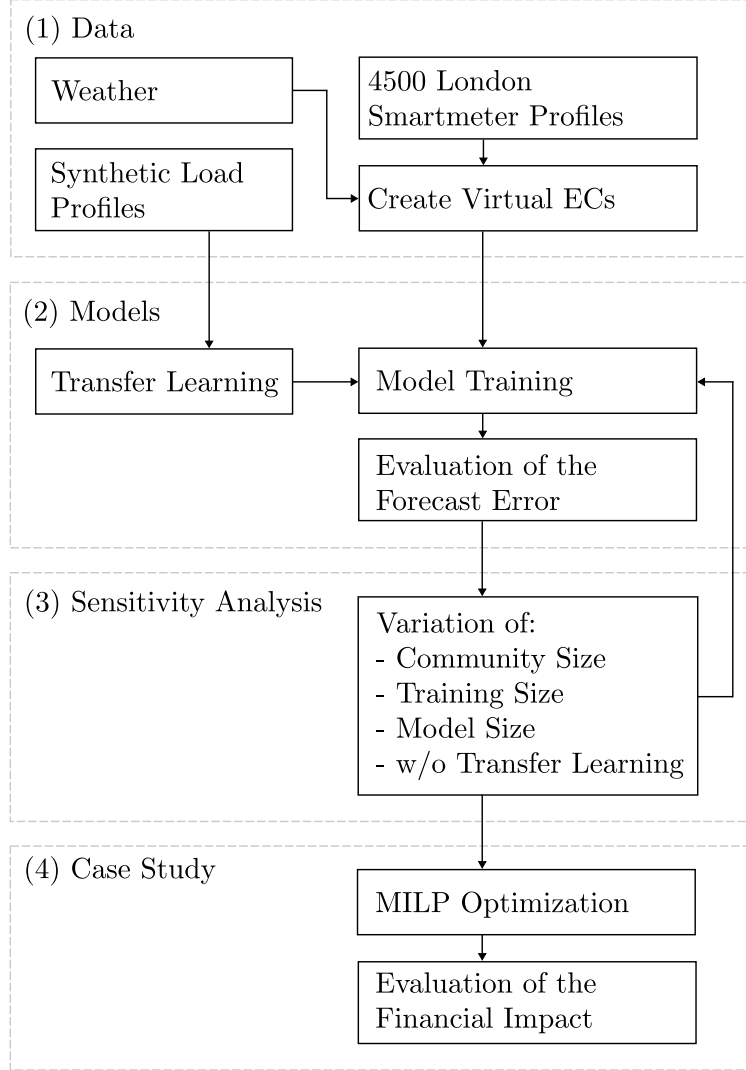 (1) Data
Weather
4500 London
Smartmeter Profiles
Synthetic Load
Profiles
Create Virtual ECs
(2) Models
Transfer Learning
Model Training
Evaluation of the
Forecast Error
(3) Sensitivity Analysis
Variation of:
- Community Size
- Training Size
- Model Size
- w/o Transfer Learning
(4) Case Study
MILP Optimization
Evaluation of the
Financial Impact